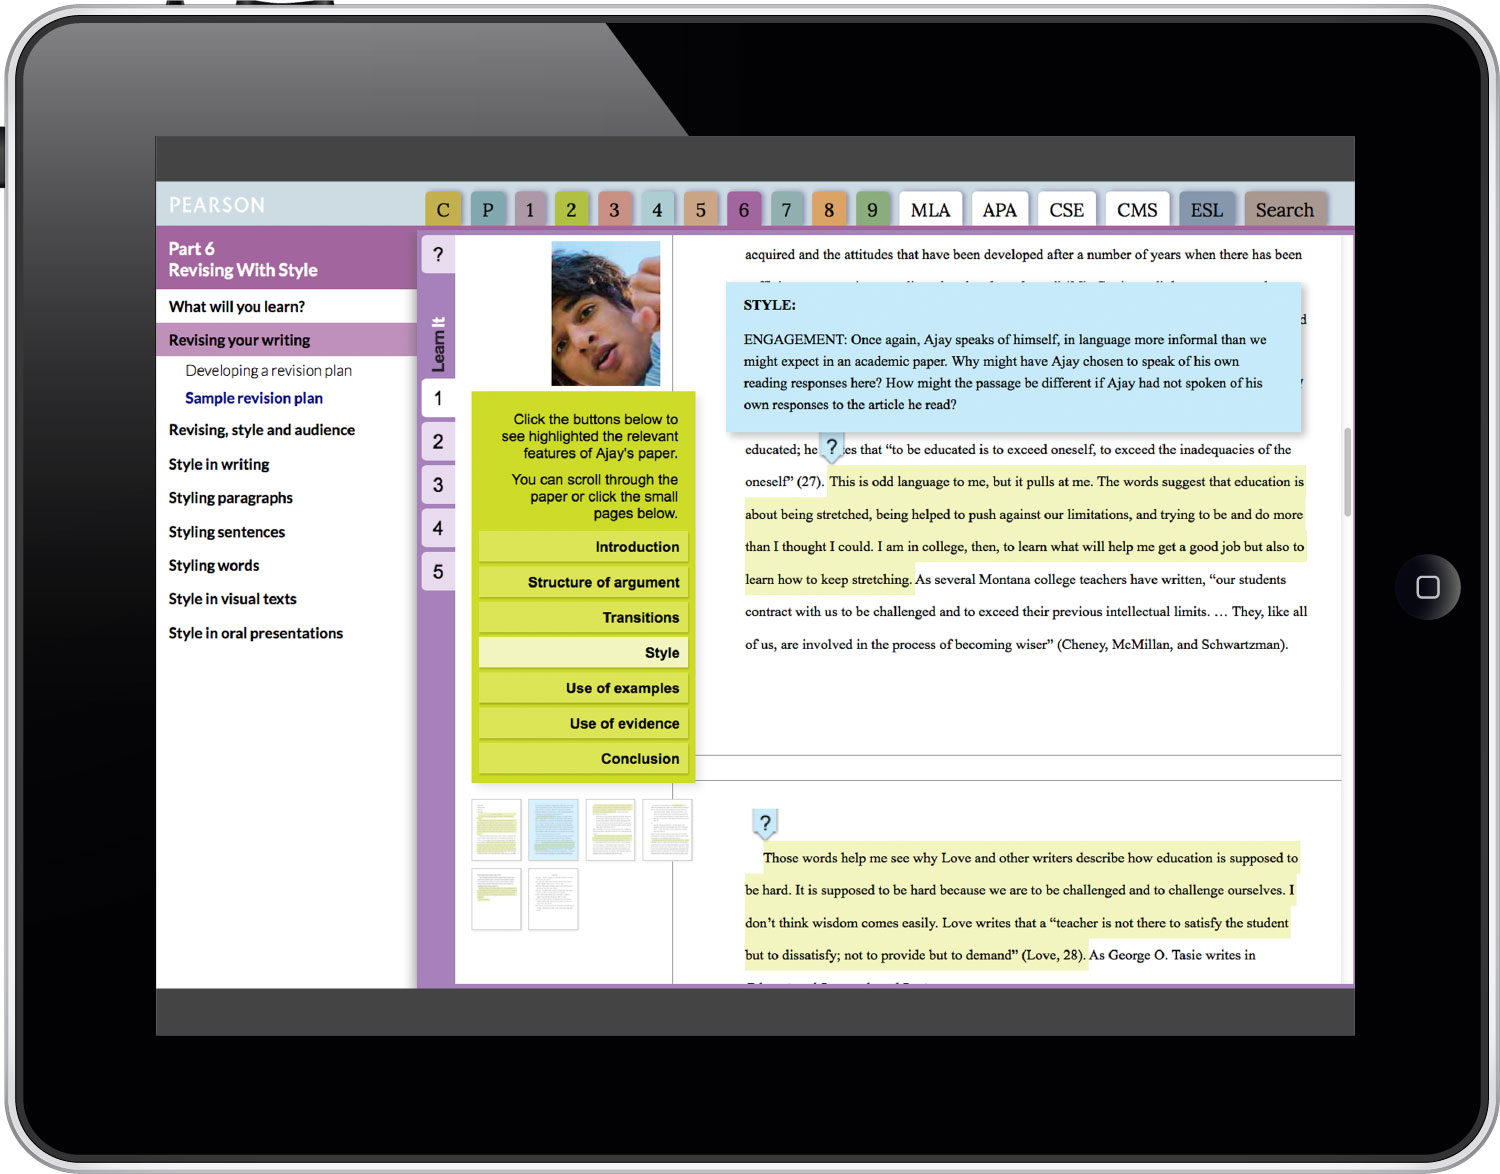 PEARSON
C P 1 2 3 4 5 6 7 8 9 MLA APA CSE CMS ESL Search
Part 6
Revising With Style
What will you learn?
Revising your writing
Developing a revision plan
Sample revision plan
Revising, style and audience
Style in writing
Styling paragraphs
Styling sentences
Styling words
Style in visual texts
Style in oral presentations
?
Learn It
1
2
3
4
5
Click the buttons below to
see highlighted the relevant
features of Ajay's paper.
You can scroll through the
paper or click the small
pages below.
Introduction
Structure of argument
Transitions
Style
Use of examples
Use of evidence
Conclusion
acquired and the attitudes that have been developed after a number of years when there has been
STYLE:
ENGAGEMENT: Once again, Ajay speaks of himself, in language more informal than we
might expect in an academic paper. Why might have Ajay chosen to speak of his own
reading responses here? How might the passage be different if Ajay had not spoken of his
own responses to the article he read?
?
educated; he es that “to be educated is to exceed oneself, to exceed the inadequacies of the
oneself” (27). This is odd language to me, but it pulls at me. The words suggest that education is
about being stretched, being helped to push against our limitations, and trying to be and do more
than I thought I could. I am in college, then, to learn what will help me get a good job but also to
learn how to keep stretching. As several Montana college teachers have written, “our students
contract with us to be challenged and to exceed their previous intellectual limits. … They, like all
of us, are involved in the process of becoming wiser” (Cheney, McMillan, and Schwartzman).
?
Those words help me see why Love and other writers describe how education is supposed to
be hard. It is supposed to be hard because we are to be challenged and to challenge ourselves. I
don’t think wisdom comes easily. Love writes that a “teacher is not there to satisfy the student
but to dissatisfy; not to provide but to demand” (Love, 28). As George O. Tasie writes in